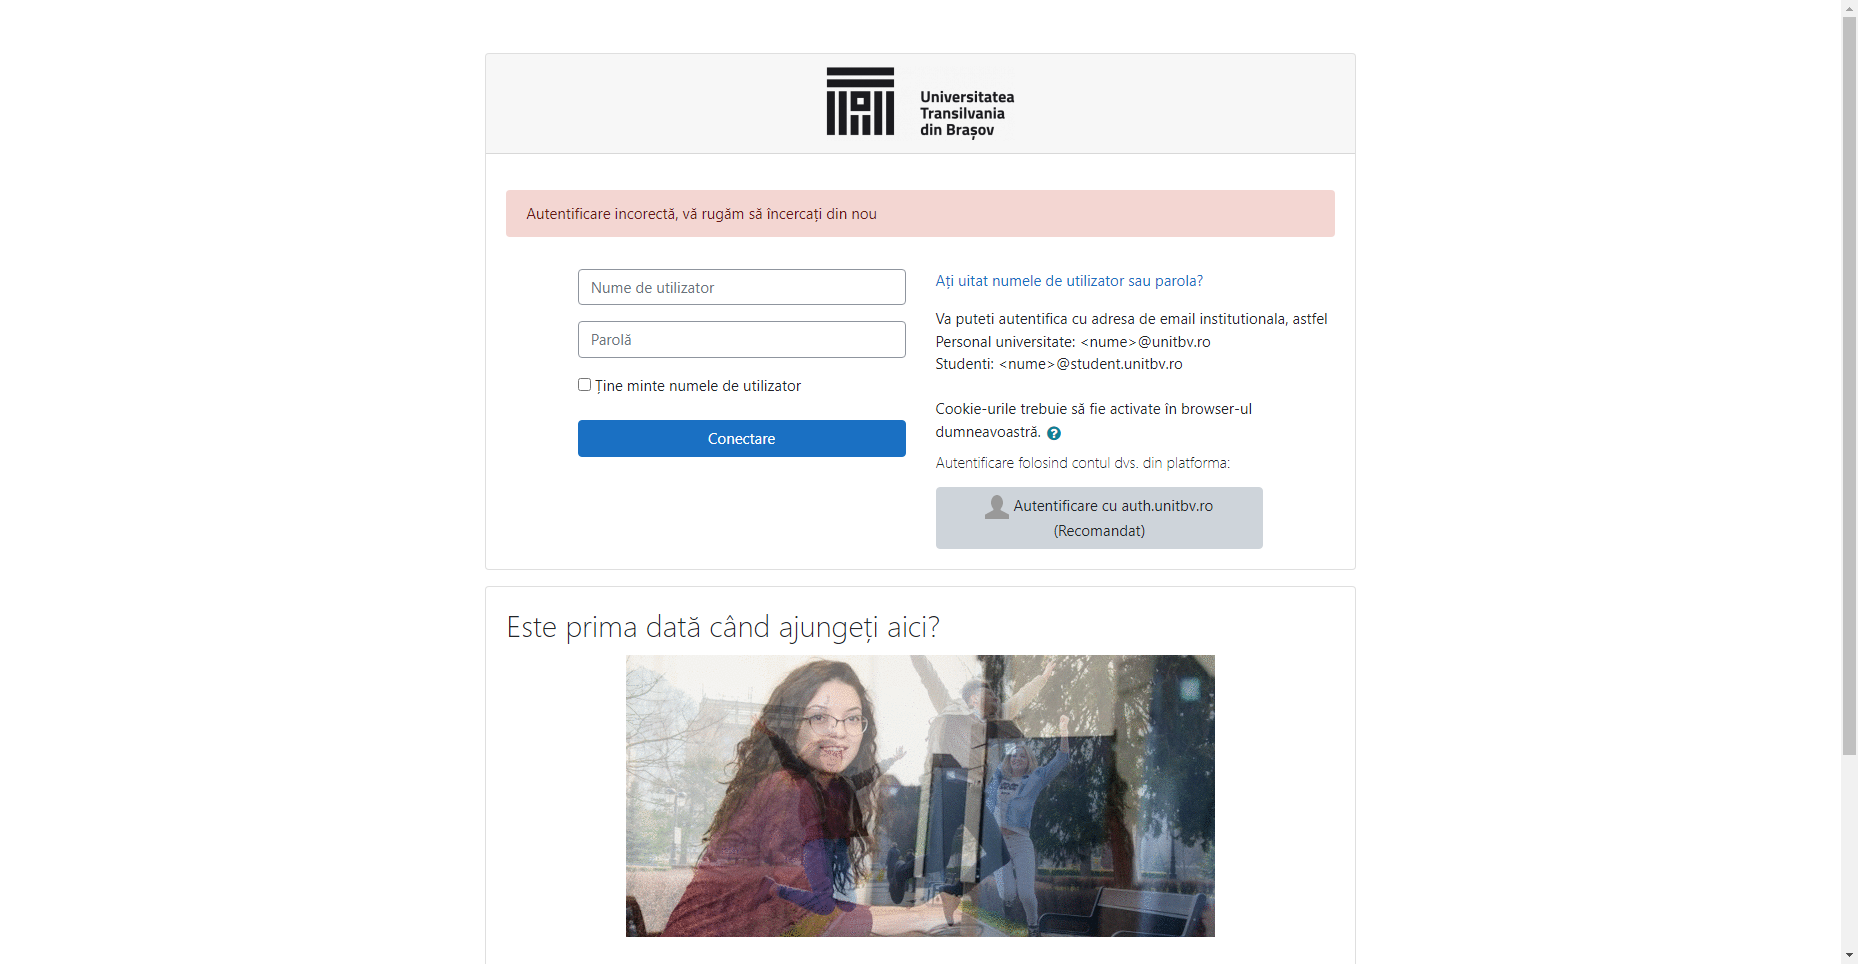 Universitatea
Transilvania
din Brașov
Autentificare incorectă, vă rugăm să încercați din nou
Nume de utilizator
Parolă
Ține minte numele de utilizator
Conectare
Ați uitat numele de utilizator sau parola?
Va puteti autentifica cu adresa de email institutionala, astfel
Personal universitate: <nume>@unitbv.ro
Studenti: <nume>@student.unitbv.ro
Cookie-urile trebuie să fie activate în browser-ul
dumneavoastră.
Autentificare folosind contul dvs. din platforma:
Autentificare cu auth.unitbv.ro
(Recomandat)
Este prima dată când ajungeți aici?